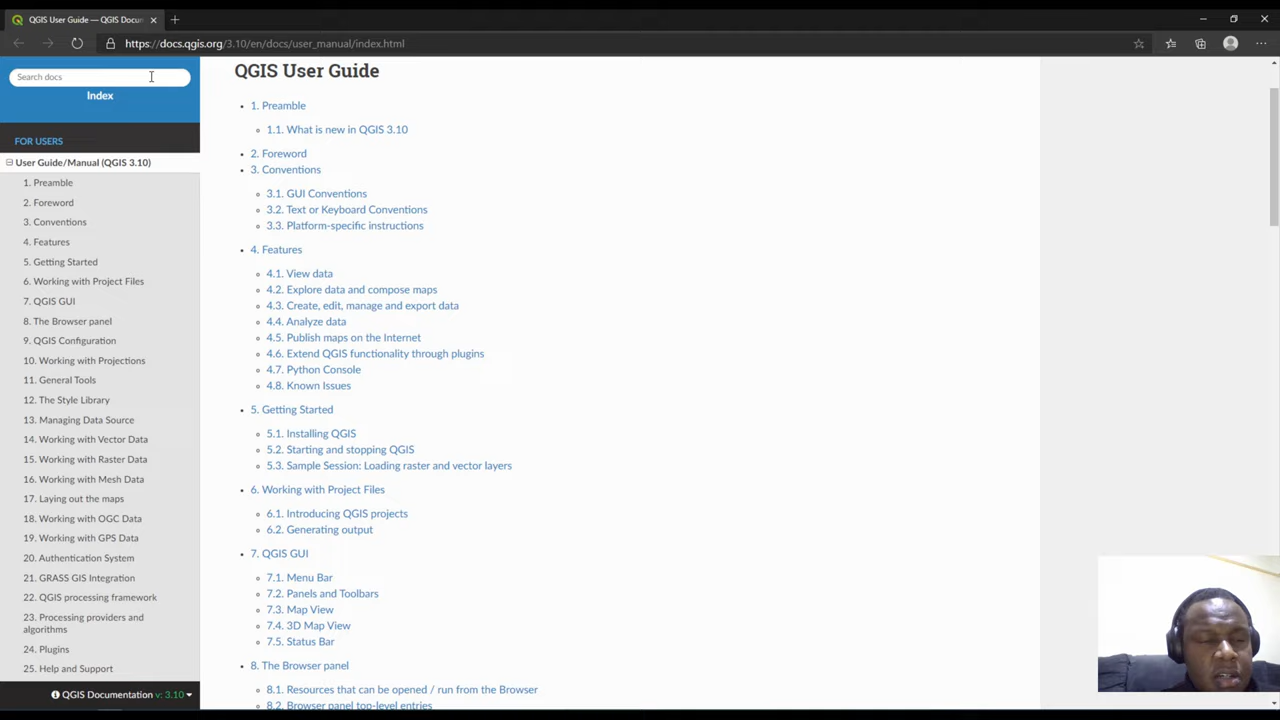 QGIS User Guide — QGIS Docu
https://docs.qgis.org/3.10/en/docs/user_manual/index.html
Search docs
Index
FOR USERS
User Guide/Manual (QGIS 3.10)
1. Preamble
2. Foreword
3. Conventions
4. Features
5. Getting Started
6. Working with Project Files
7. QGIS GUI
8. The Browser panel
9. QGIS Configuration
10. Working with Projections
11. General Tools
12. The Style Library
13. Managing Data Source
14. Working with Vector Data
15. Working with Raster Data
16. Working with Mesh Data
17. Laying out the maps
18. Working with OGC Data
19. Working with GPS Data
20. Authentication System
21. GRASS GIS Integration
22. QGIS processing framework
23. Processing providers and
algorithms
24. Plugins
25. Help and Support
QGIS Documentation v: 3.10
QGIS User Guide
1. Preamble
1.1. What is new in QGIS 3.10
2. Foreword
3. Conventions
3.1. GUI Conventions
3.2. Text or Keyboard Conventions
3.3. Platform-specific instructions
4. Features
4.1. View data
4.2. Explore data and compose maps
4.3. Create, edit, manage and export data
4.4. Analyze data
4.5. Publish maps on the Internet
4.6. Extend QGIS functionality through plugins
4.7. Python Console
4.8. Known Issues
5. Getting Started
5.1. Installing QGIS
5.2. Starting and stopping QGIS
5.3. Sample Session: Loading raster and vector layers
6. Working with Project Files
6.1. Introducing QGIS projects
6.2. Generating output
7. QGIS GUI
7.1. Menu Bar
7.2. Panels and Toolbars
7.3. Map View
7.4. 3D Map View
7.5. Status Bar
8. The Browser panel
8.1. Resources that can be opened / run from the Browser
8.2. Browser panel top-level entries